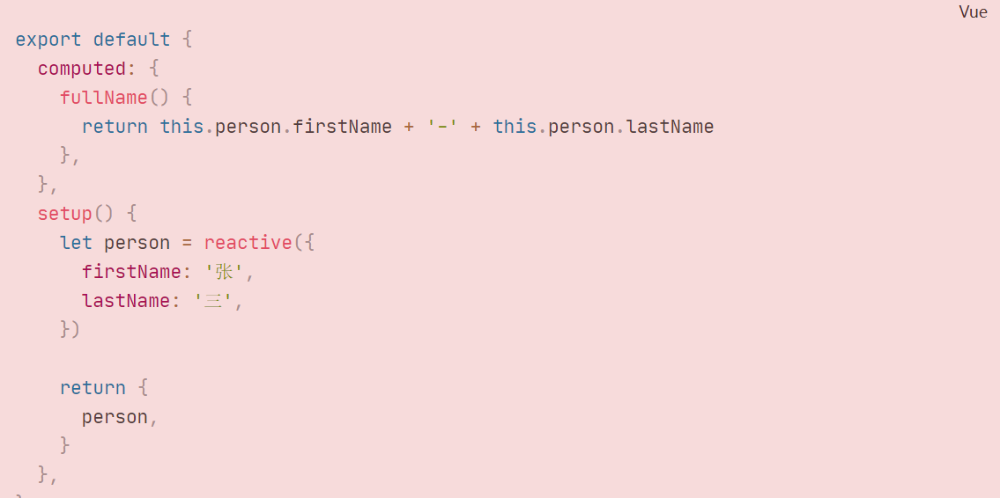 Vue
export default {
  computed: {
    fullName() {
      return this.person.firstName + '-' + this.person.lastName
    },
  },
  setup() {
    let person = reactive({
      firstName: '张',
      lastName: '三',
    })
    return {
      person,
    }
  },